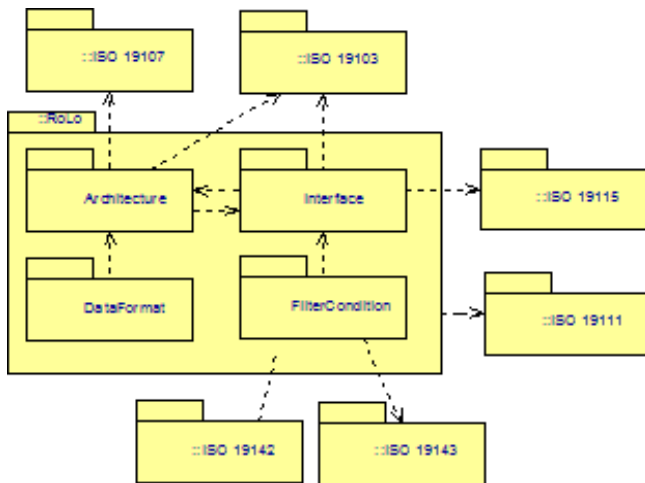 ::ISO 19107
::ISO 19103
::RoLo
Architecture
Interface
::ISO 19115
DataFormat
FilterCondition
::ISO 19111
::ISO 19142
::ISO 19143